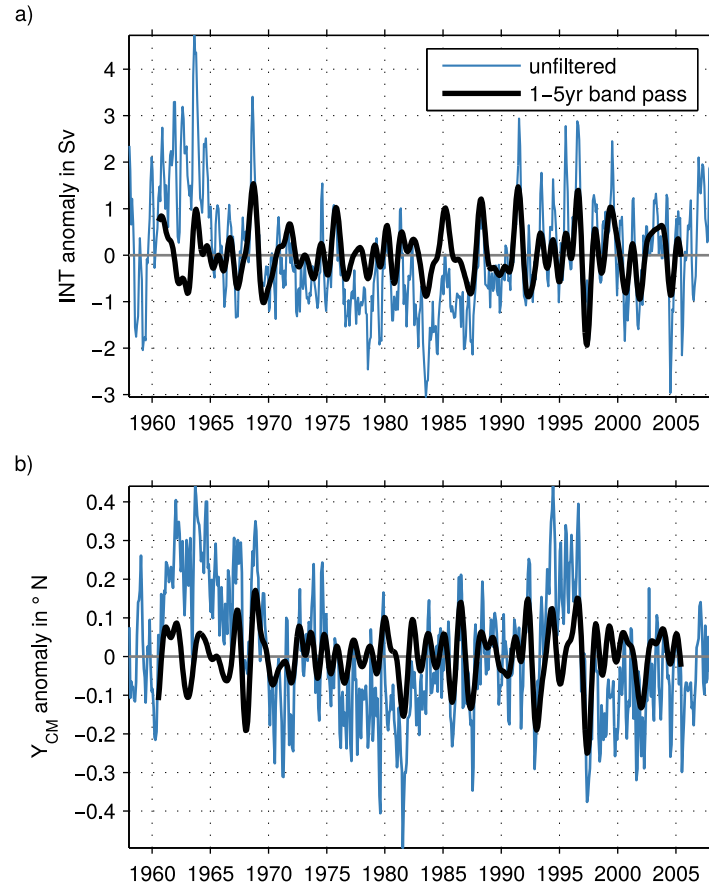 a)
INT anomaly in Sv
4
3
2
1
0
−1
−2
−3
unfiltered
1−5yr band pass
1960 1965 1970 1975 1980 1985 1990 1995 2000 2005
b)
Y_CM anomaly in ° N
0.4
0.3
0.2
0.1
0
−0.1
−0.2
−0.3
−0.4
1960 1965 1970 1975 1980 1985 1990 1995 2000 2005